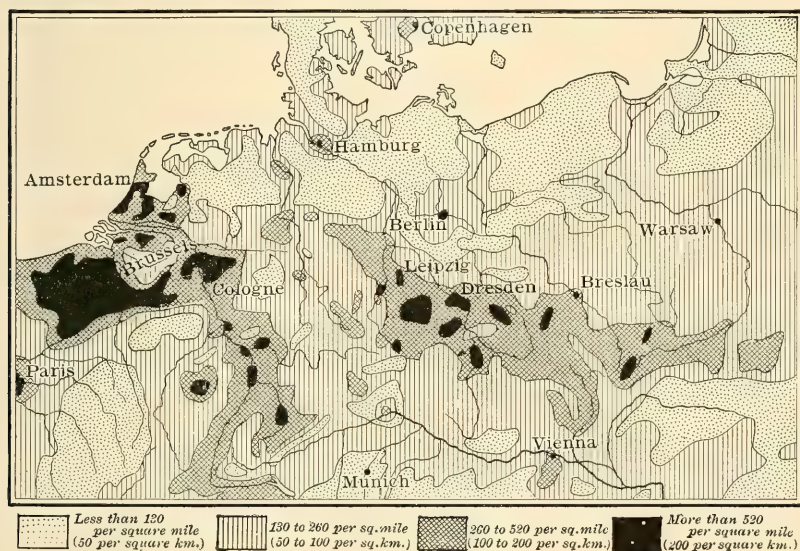 Copenhagen
Hamburg
Amsterdam
Berlin
Warsaw
Brussels
Leipzig
Cologne
Dresden
Breslau
Paris
Vienna
Munich
Less than 130
per square mile
(50 per square km.)
130 to 260 per sq.mile
(50 to 100 per sq.km.)
260 to 520 per sq.mile
(100 to 200 per sq.km.)
More than 520
per square mile
(200 per square km.)